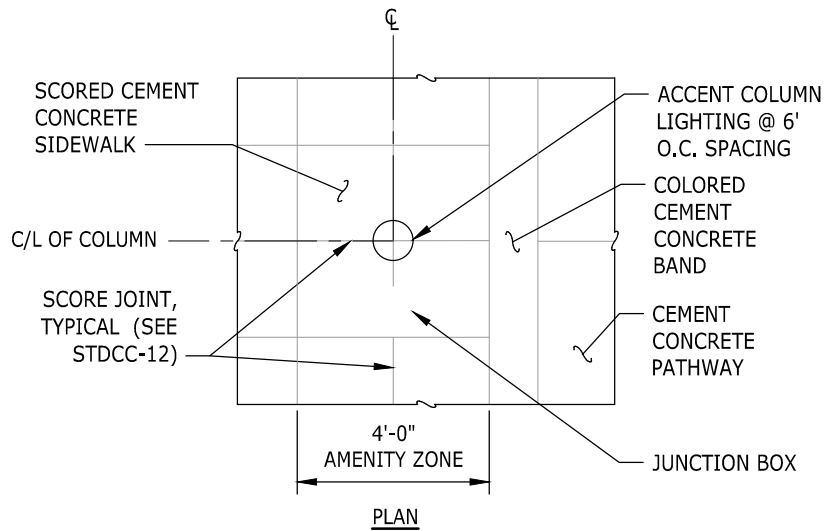 ℄
SCORED CEMENT
CONCRETE
SIDEWALK
C/L OF COLUMN
SCORE JOINT,
TYPICAL (SEE
STDCC-12)
ACCENT COLUMN
LIGHTING @ 6'
O.C. SPACING
COLORED
CEMENT
CONCRETE
BAND
CEMENT
CONCRETE
PATHWAY
JUNCTION BOX
4'-0"
AMENITY ZONE
PLAN